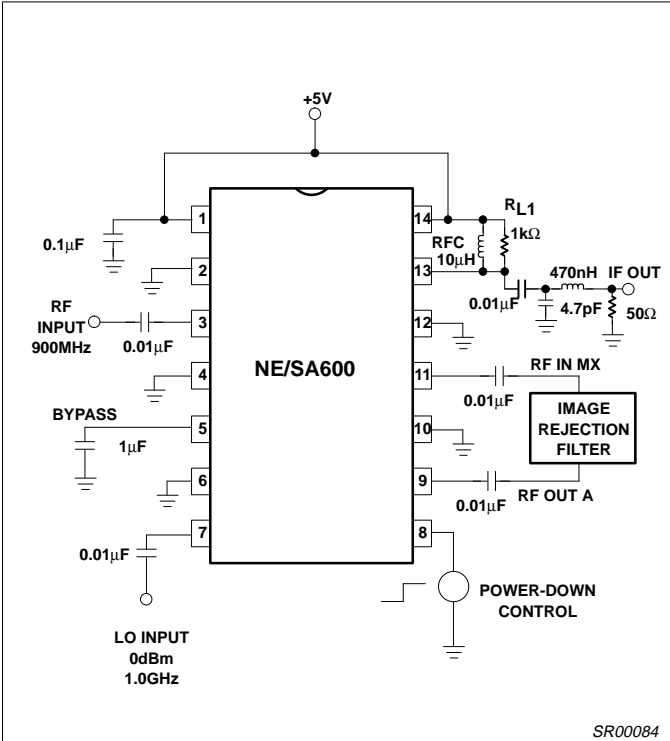 +5V
1
14
R L1
1kΩ
RFC
10μH
0.1μF
2
13
470nH
IF OUT
0.01μF
4.7pF
50Ω
RF
INPUT
900MHz
0.01μF
3
12
NE/SA600
4
11
RF IN MX
0.01μF
IMAGE
REJECTION
FILTER
BYPASS
1μF
5
10
6
9
0.01μF
RF OUT A
7
8
0.01μF
POWER-DOWN
CONTROL
LO INPUT
0dBm
1.0GHz
SR00084